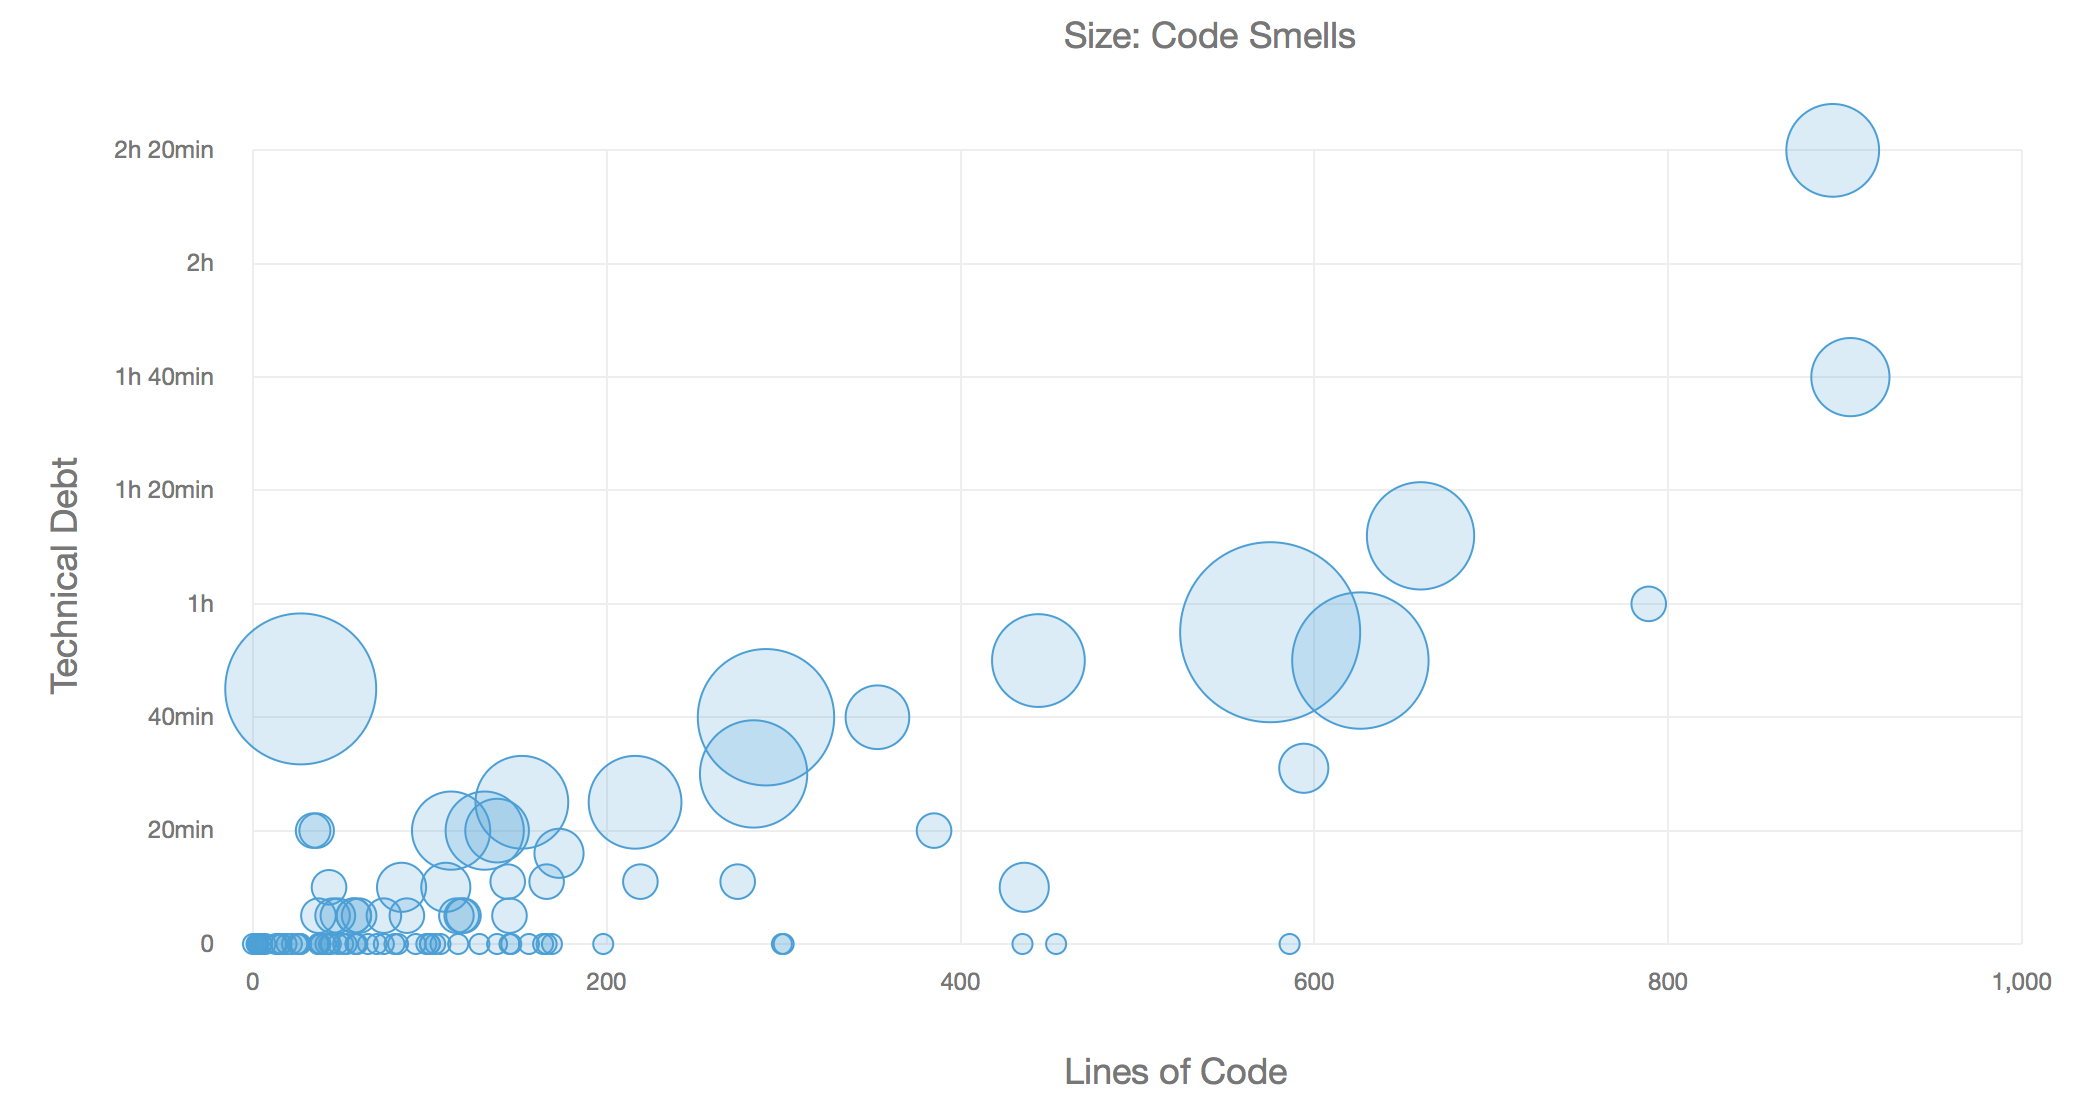 Size: Code Smells
2h 20min
2h
1h 40min
1h 20min
1h
40min
20min
0
Technical Debt
0 200 400 600 800 1,000
Lines of Code